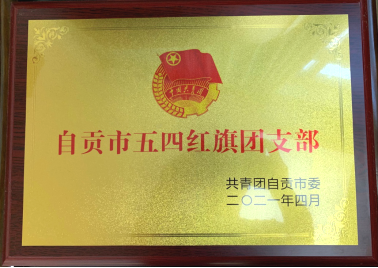 中国共青团
自贡市五四红旗团支部
共青团自贡市委
二〇二一年四月